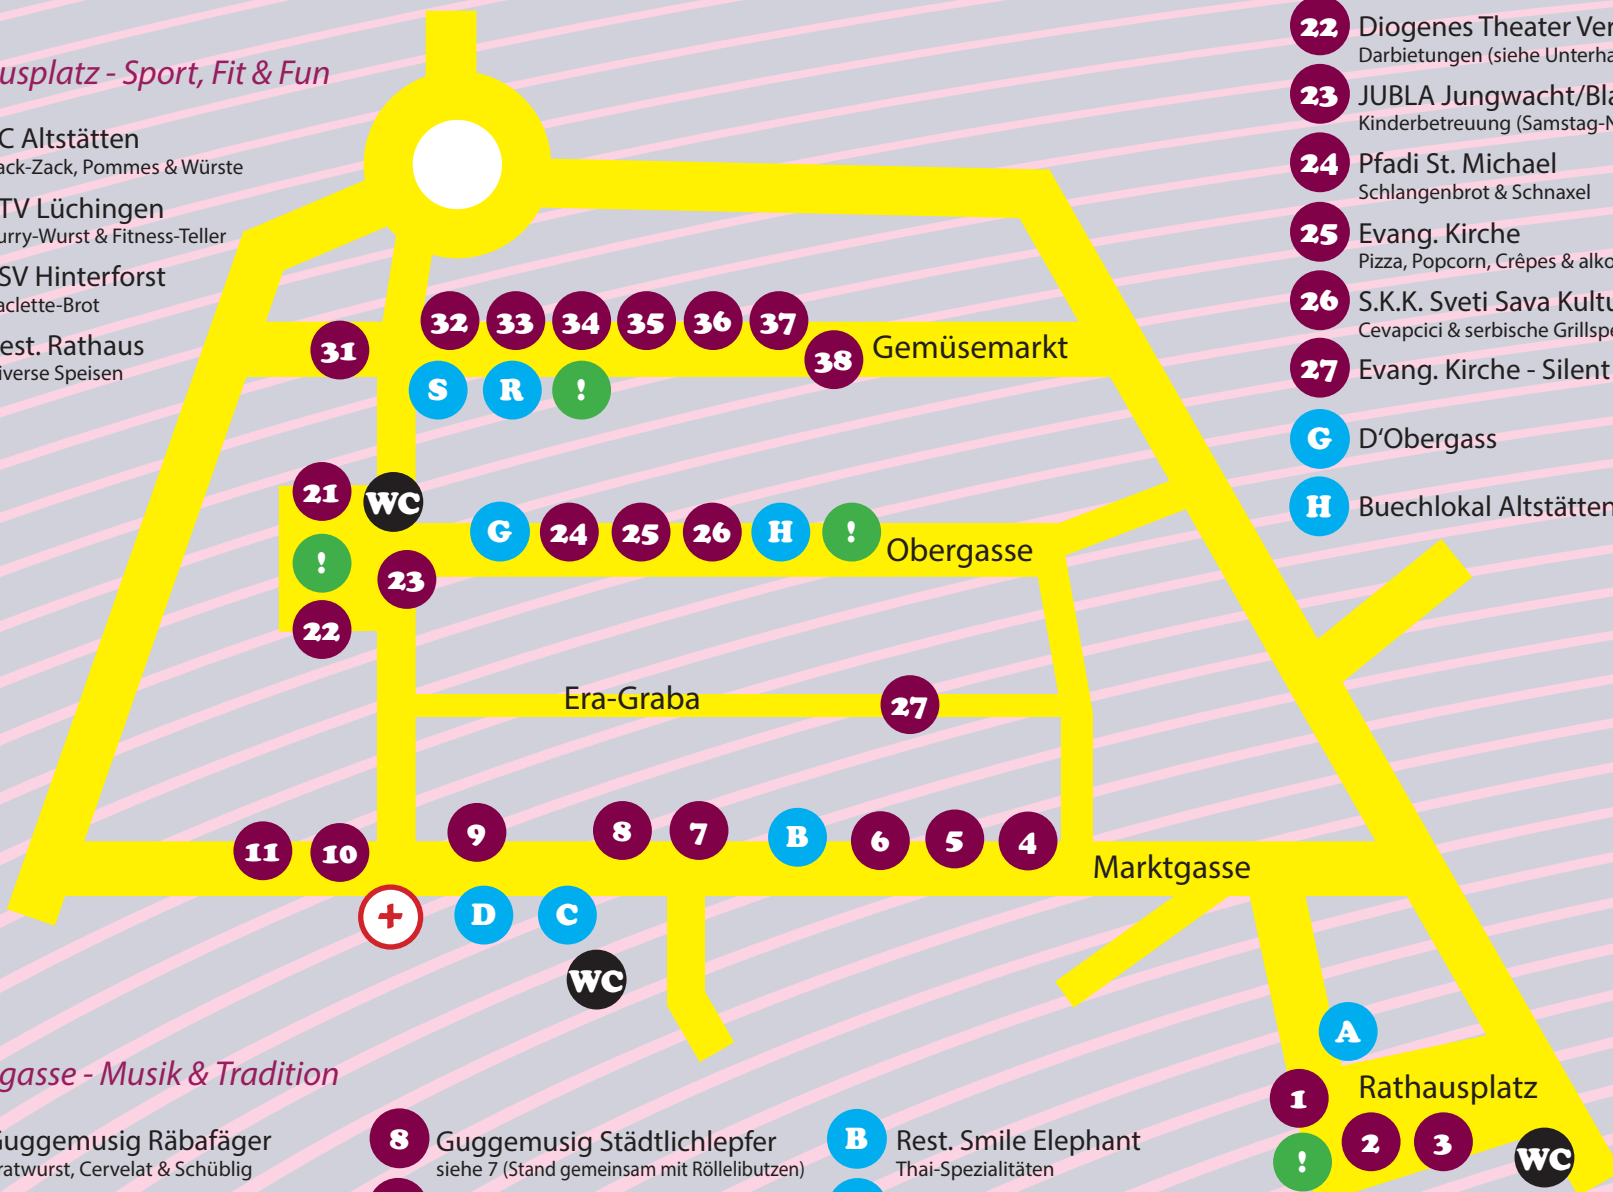 usplatz - Sport, Fit & Fun
C Altstätten
ack-Zack, Pommes & Würste
TV Lüchingen
urry-Wurst & Fitness-Teller
SV Hinterforst
aclette-Brot
est. Rathaus
iverse Speisen
22 Diogenes Theater Ver
Darbietungen (siehe Unterha
23 JUBLA Jungwacht/Bla
Kinderbetreuung (Samstag-N
24 Pfadi St. Michael
Schlangenbrot & Schnaxel
25 Evang. Kirche
Pizza, Popcorn, Crêpes & alko
26 S.K.K. Sveti Sava Kultu
Cevapcici & serbische Grillspe
27 Evang. Kirche - Silent
G D‘Obergass
H Buechlokal Altstätten
32 33 34 35 36 37
31 38 Gemüsemarkt
S R !
21 WC
G 24 25 26 H ! Obergasse
! 23
22
Era-Graba 27
11 10 9 8 7 B 6 5 4
Marktgasse
+ D C
WC
A
1 Rathausplatz
2 3 WC
!
gasse - Musik & Tradition
Guggemusig Räbafäger
ratwurst, Cervelat & Schüblig
8 Guggemusig Städtlichlepfer
siehe 7 (Stand gemeinsam mit Röllelibutzen)
B Rest. Smile Elephant
Thai-Spezialitäten